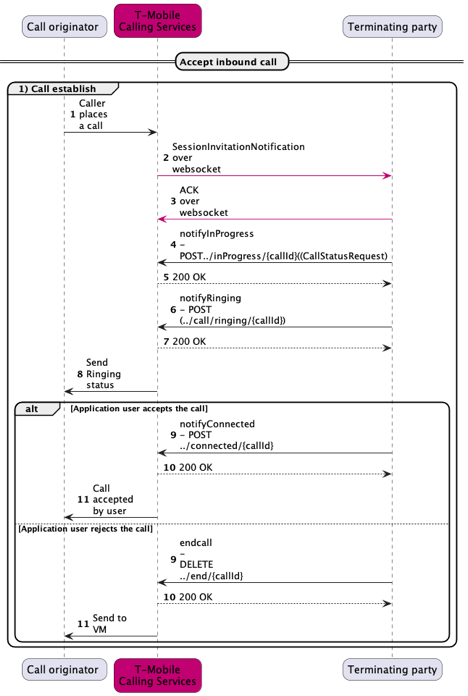 Call originator
T-Mobile
Calling Services
Terminating party
Accept inbound call
1) Call establish
Caller
1 places
a call
SessionInvitationNotification
2 over
websocket
ACK
3 over
websocket
notifyInProgress
4 –
POST../inProgress/{callId}((CallStatusRequest)
5 200 OK
notifyRinging
6 – POST
(../call/ringing/{callId})
7 200 OK
Send
8 Ringing
status
alt [Application user accepts the call]
notifyConnected
9 – POST
../connected/{callId}
10 200 OK
Call
11 accepted
by user
[Application user rejects the call]
endcall
–
9 DELETE
../end/{callId}
10 200 OK
11 Send to
VM
Call originator
T-Mobile
Calling Services
Terminating party